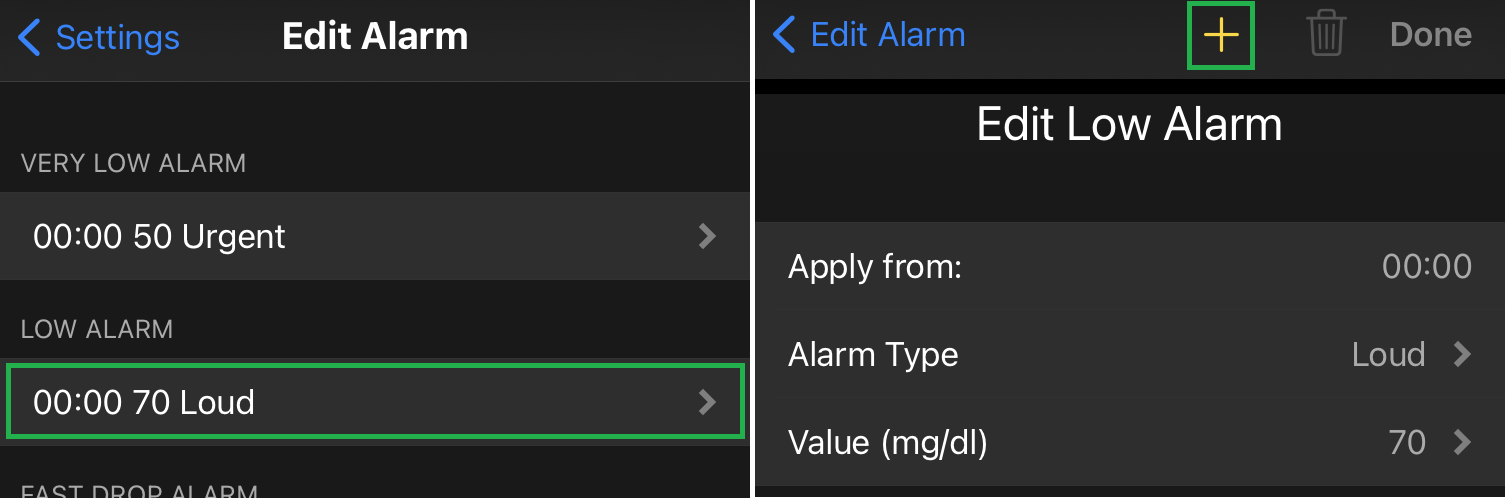 Settings
Edit Alarm
VERY LOW ALARM
00:00 50 Urgent
LOW ALARM
00:00 70 Loud
FAST DROP ALARM
Edit Alarm
Done
Edit Low Alarm
Apply from: 00:00
Alarm Type Loud
Value (mg/dl) 70